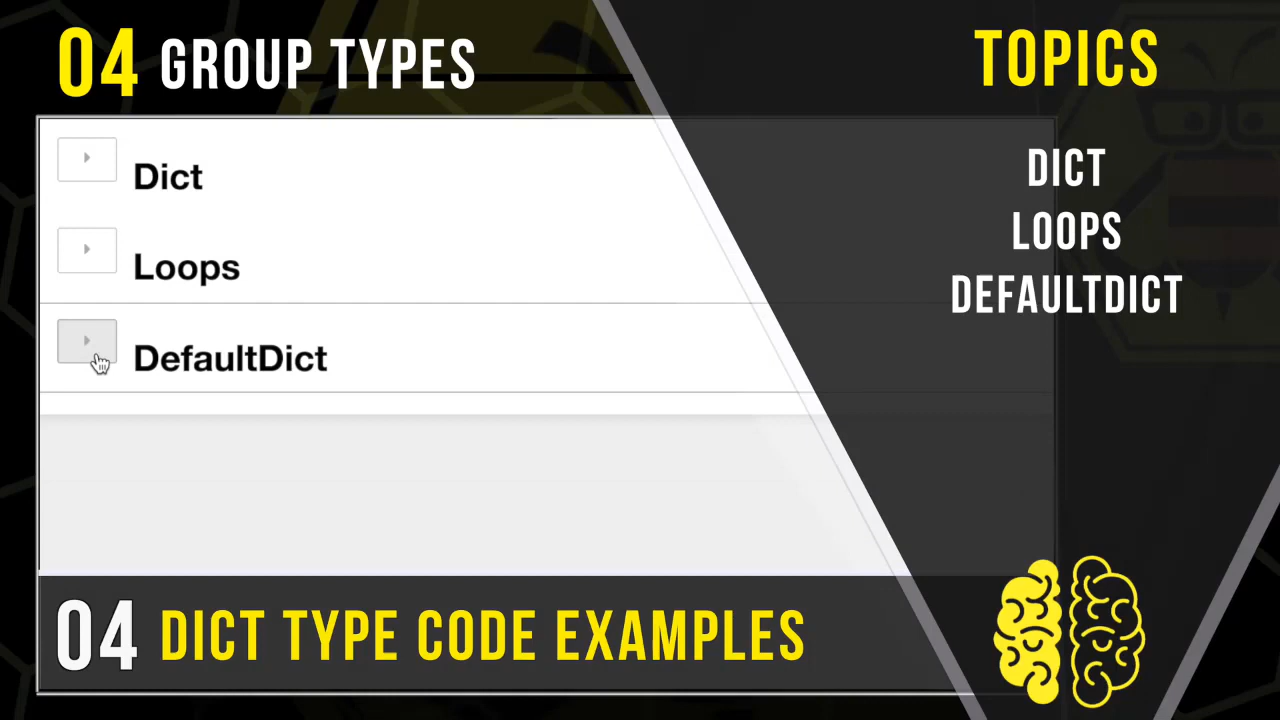 04 GROUP TYPES
Dict
Loops
DefaultDict
04 DICT TYPE CODE EXAMPLES
TOPICS
DICT
LOOPS
DEFAULTDICT